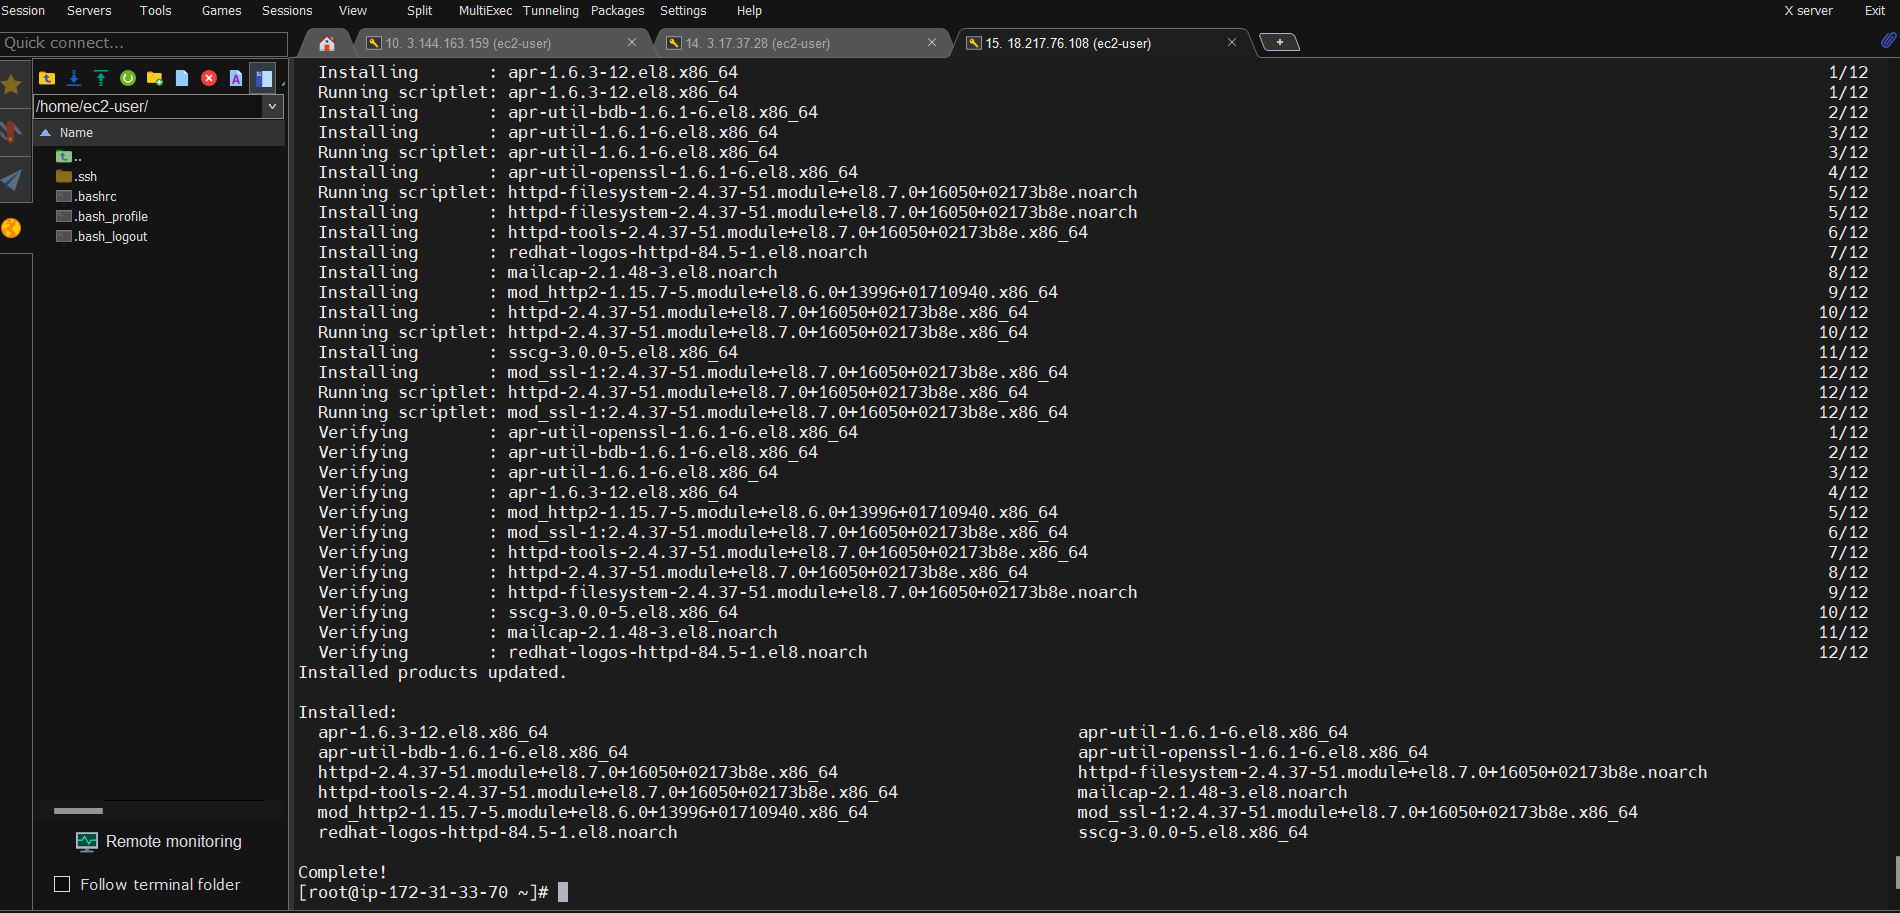 Session Servers Tools Games Sessions View Split MultiExec Tunneling Packages Settings Help X server Exit
Quick connect...
10. 3.144.163.159 (ec2-user)
14. 3.17.37.28 (ec2-user)
15. 18.217.76.108 (ec2-user)
/home/ec2-user/
Name
..
.ssh
.bashrc
.bash_profile
.bash_logout
Remote monitoring
Follow terminal folder
Installing : apr-1.6.3-12.el8.x86_64 1/12
Running scriptlet: apr-1.6.3-12.el8.x86_64 1/12
Installing : apr-util-bdb-1.6.1-6.el8.x86_64 2/12
Installing : apr-util-1.6.1-6.el8.x86_64 3/12
Running scriptlet: apr-util-1.6.1-6.el8.x86_64 3/12
Installing : apr-util-openssl-1.6.1-6.el8.x86_64 4/12
Running scriptlet: httpd-filesystem-2.4.37-51.module+el8.7.0+16050+02173b8e.noarch 5/12
Installing : httpd-filesystem-2.4.37-51.module+el8.7.0+16050+02173b8e.noarch 5/12
Installing : httpd-tools-2.4.37-51.module+el8.7.0+16050+02173b8e.x86_64 6/12
Installing : redhat-logos-httpd-84.5-1.el8.noarch 7/12
Installing : mailcap-2.1.48-3.el8.noarch 8/12
Installing : mod_http2-1.15.7-5.module+el8.6.0+13996+01710940.x86_64 9/12
Installing : httpd-2.4.37-51.module+el8.7.0+16050+02173b8e.x86_64 10/12
Running scriptlet: httpd-2.4.37-51.module+el8.7.0+16050+02173b8e.x86_64 10/12
Installing : sscg-3.0.0-5.el8.x86_64 11/12
Installing : mod_ssl-1:2.4.37-51.module+el8.7.0+16050+02173b8e.x86_64 12/12
Running scriptlet: httpd-2.4.37-51.module+el8.7.0+16050+02173b8e.x86_64 12/12
Running scriptlet: mod_ssl-1:2.4.37-51.module+el8.7.0+16050+02173b8e.x86_64 12/12
Verifying : apr-util-openssl-1.6.1-6.el8.x86_64 1/12
Verifying : apr-util-bdb-1.6.1-6.el8.x86_64 2/12
Verifying : apr-util-1.6.1-6.el8.x86_64 3/12
Verifying : apr-1.6.3-12.el8.x86_64 4/12
Verifying : mod_http2-1.15.7-5.module+el8.6.0+13996+01710940.x86_64 5/12
Verifying : mod_ssl-1:2.4.37-51.module+el8.7.0+16050+02173b8e.x86_64 6/12
Verifying : httpd-tools-2.4.37-51.module+el8.7.0+16050+02173b8e.x86_64 7/12
Verifying : httpd-2.4.37-51.module+el8.7.0+16050+02173b8e.x86_64 8/12
Verifying : httpd-filesystem-2.4.37-51.module+el8.7.0+16050+02173b8e.noarch 9/12
Verifying : sscg-3.0.0-5.el8.x86_64 10/12
Verifying : mailcap-2.1.48-3.el8.noarch 11/12
Verifying : redhat-logos-httpd-84.5-1.el8.noarch 12/12
Installed products updated.
Installed:
apr-1.6.3-12.el8.x86_64 apr-util-1.6.1-6.el8.x86_64
apr-util-bdb-1.6.1-6.el8.x86_64 apr-util-openssl-1.6.1-6.el8.x86_64
httpd-2.4.37-51.module+el8.7.0+16050+02173b8e.x86_64 httpd-filesystem-2.4.37-51.module+el8.7.0+16050+02173b8e.noarch
httpd-tools-2.4.37-51.module+el8.7.0+16050+02173b8e.x86_64 mailcap-2.1.48-3.el8.noarch
mod_http2-1.15.7-5.module+el8.6.0+13996+01710940.x86_64 mod_ssl-1:2.4.37-51.module+el8.7.0+16050+02173b8e.x86_64
redhat-logos-httpd-84.5-1.el8.noarch sscg-3.0.0-5.el8.x86_64
Complete!
[root@ip-172-31-33-70 ~]#